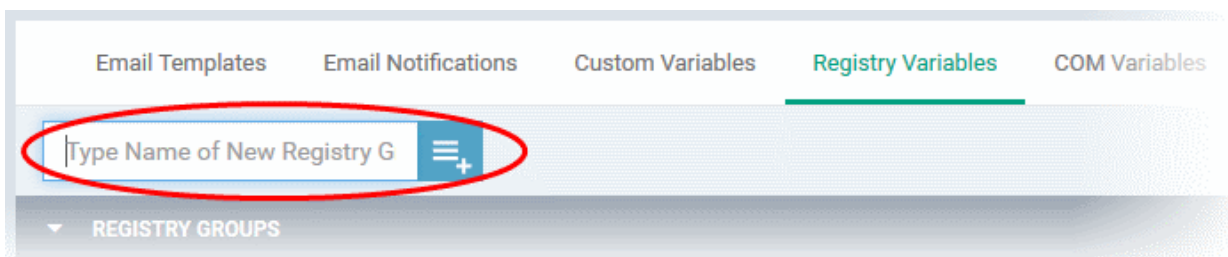 Email Templates Email Notifications Custom Variables Registry Variables COM Variables
Type Name of New Registry G
REGISTRY GROUPS